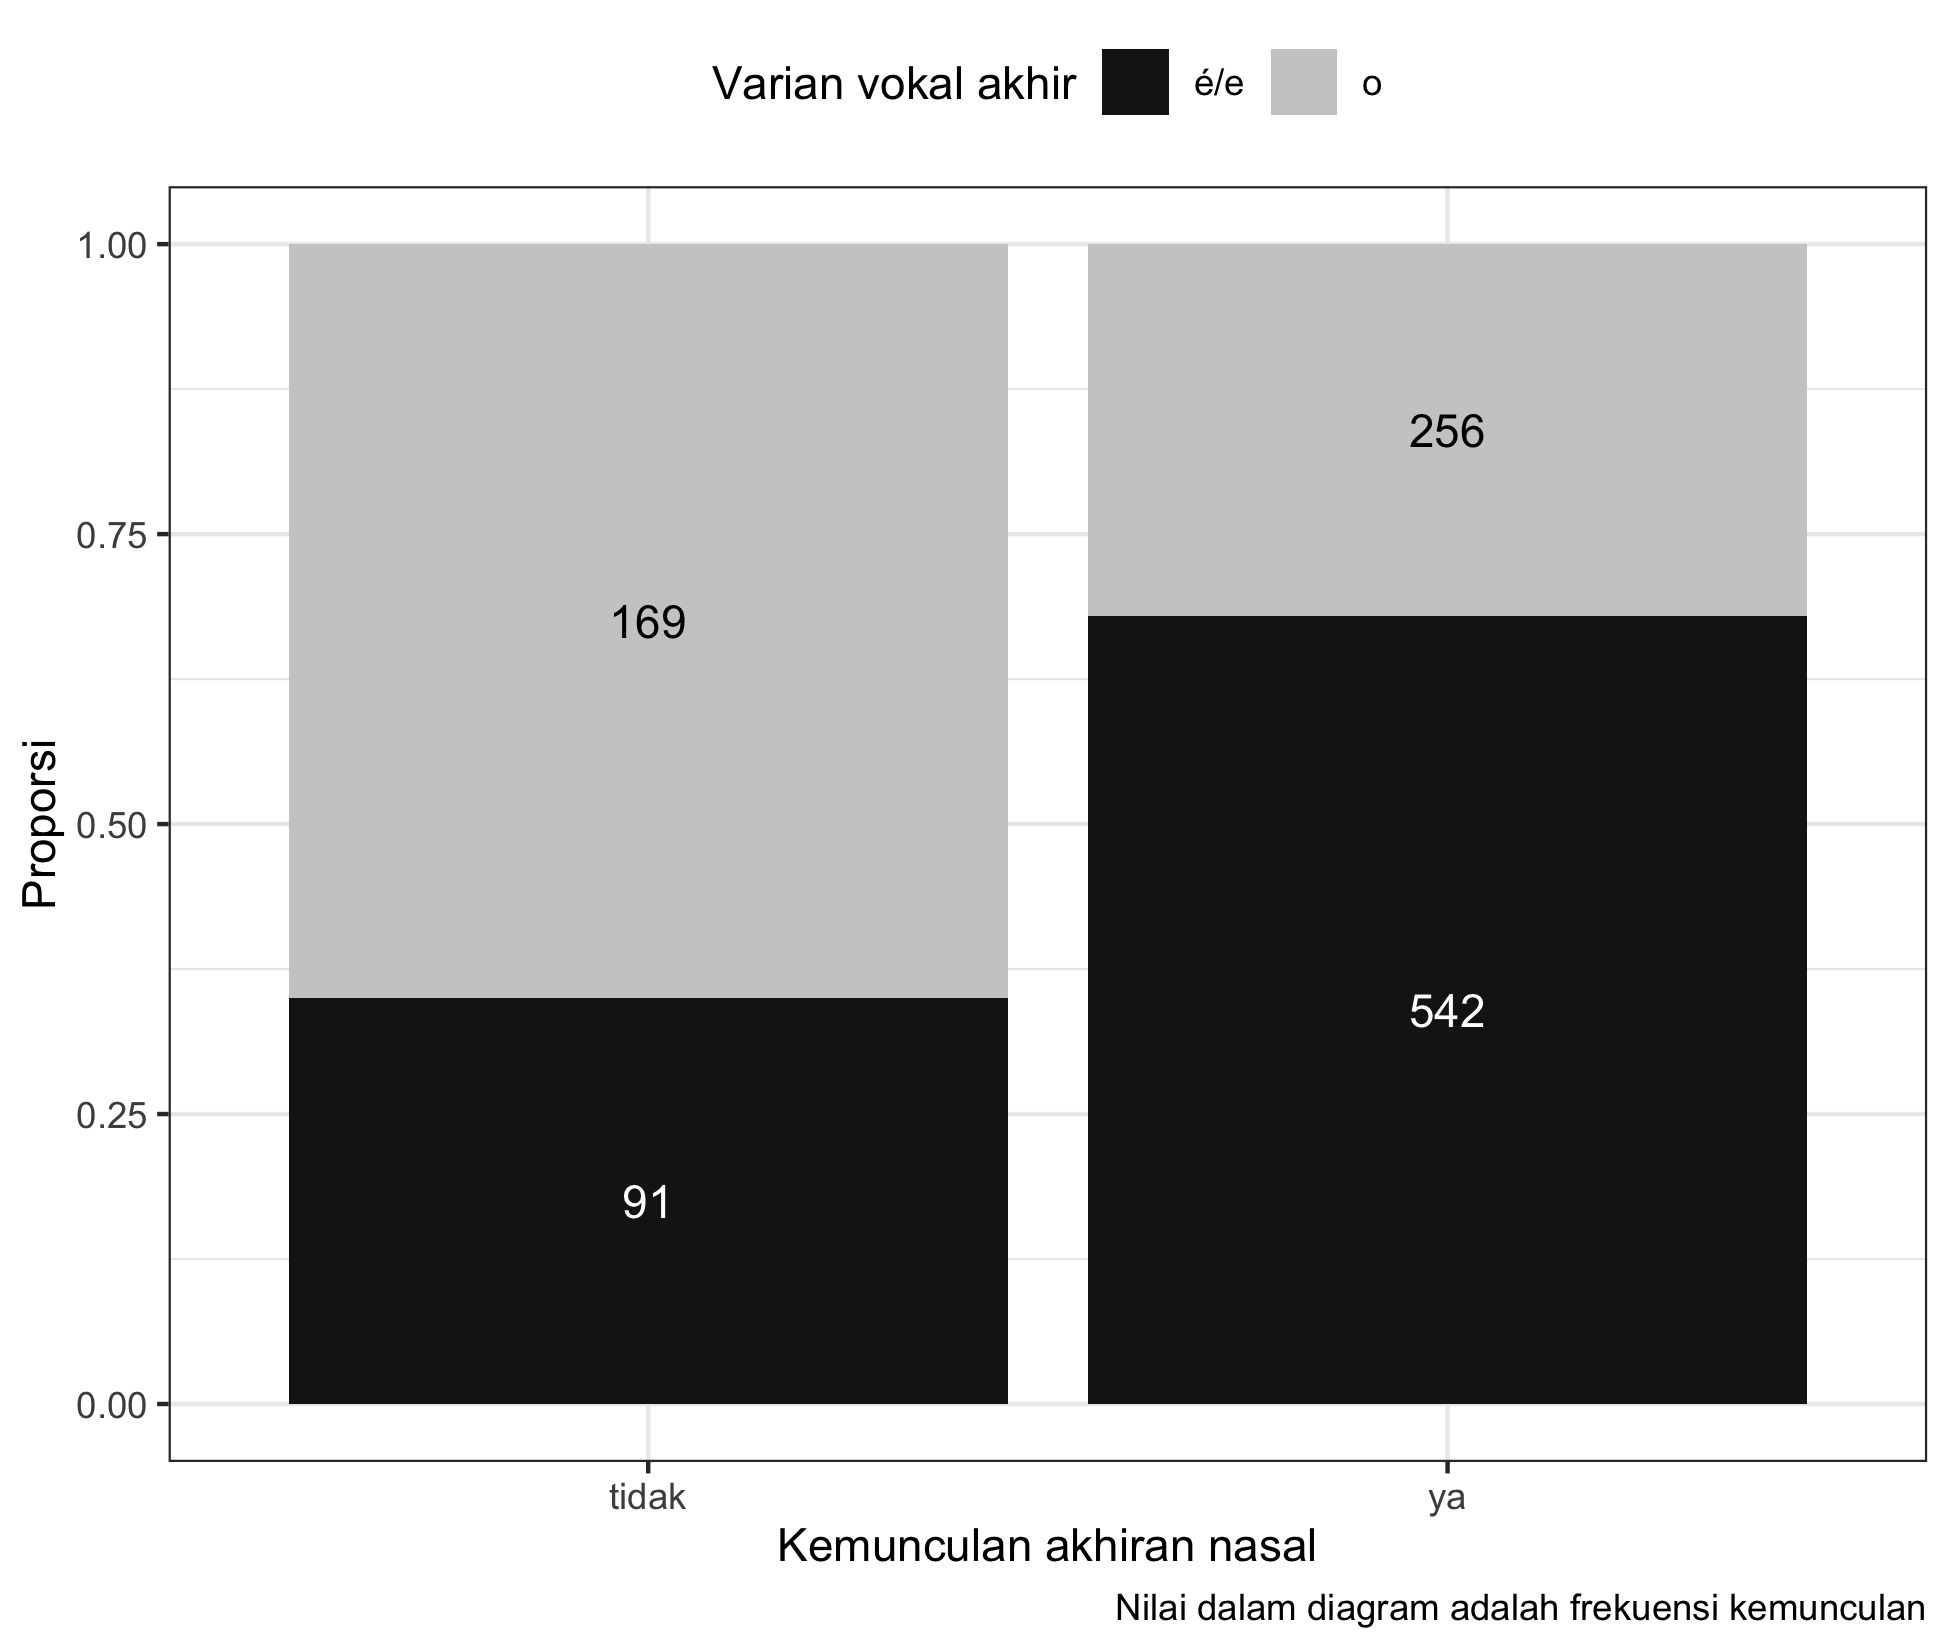 Varian vokal akhir é/e o
1.00
256
0.75
169
Proporsi
0.50
542
0.25
91
0.00
tidak ya
Kemunculan akhiran nasal
Nilai dalam diagram adalah frekuensi kemunculan